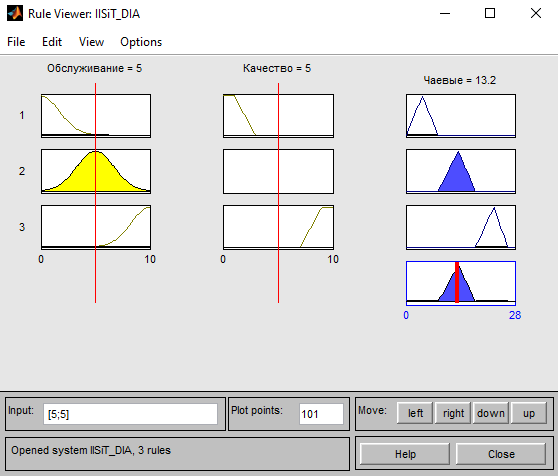 Rule Viewer: IISiT_DIA
File Edit View Options
Обслуживание = 5 Качество = 5 Чаевые = 13.2
1
2
3
0 10 0 10
0 28
Input: [5;5] Plot points: 101 Move: left right down up
Opened system IISiT_DIA, 3 rules Help Close